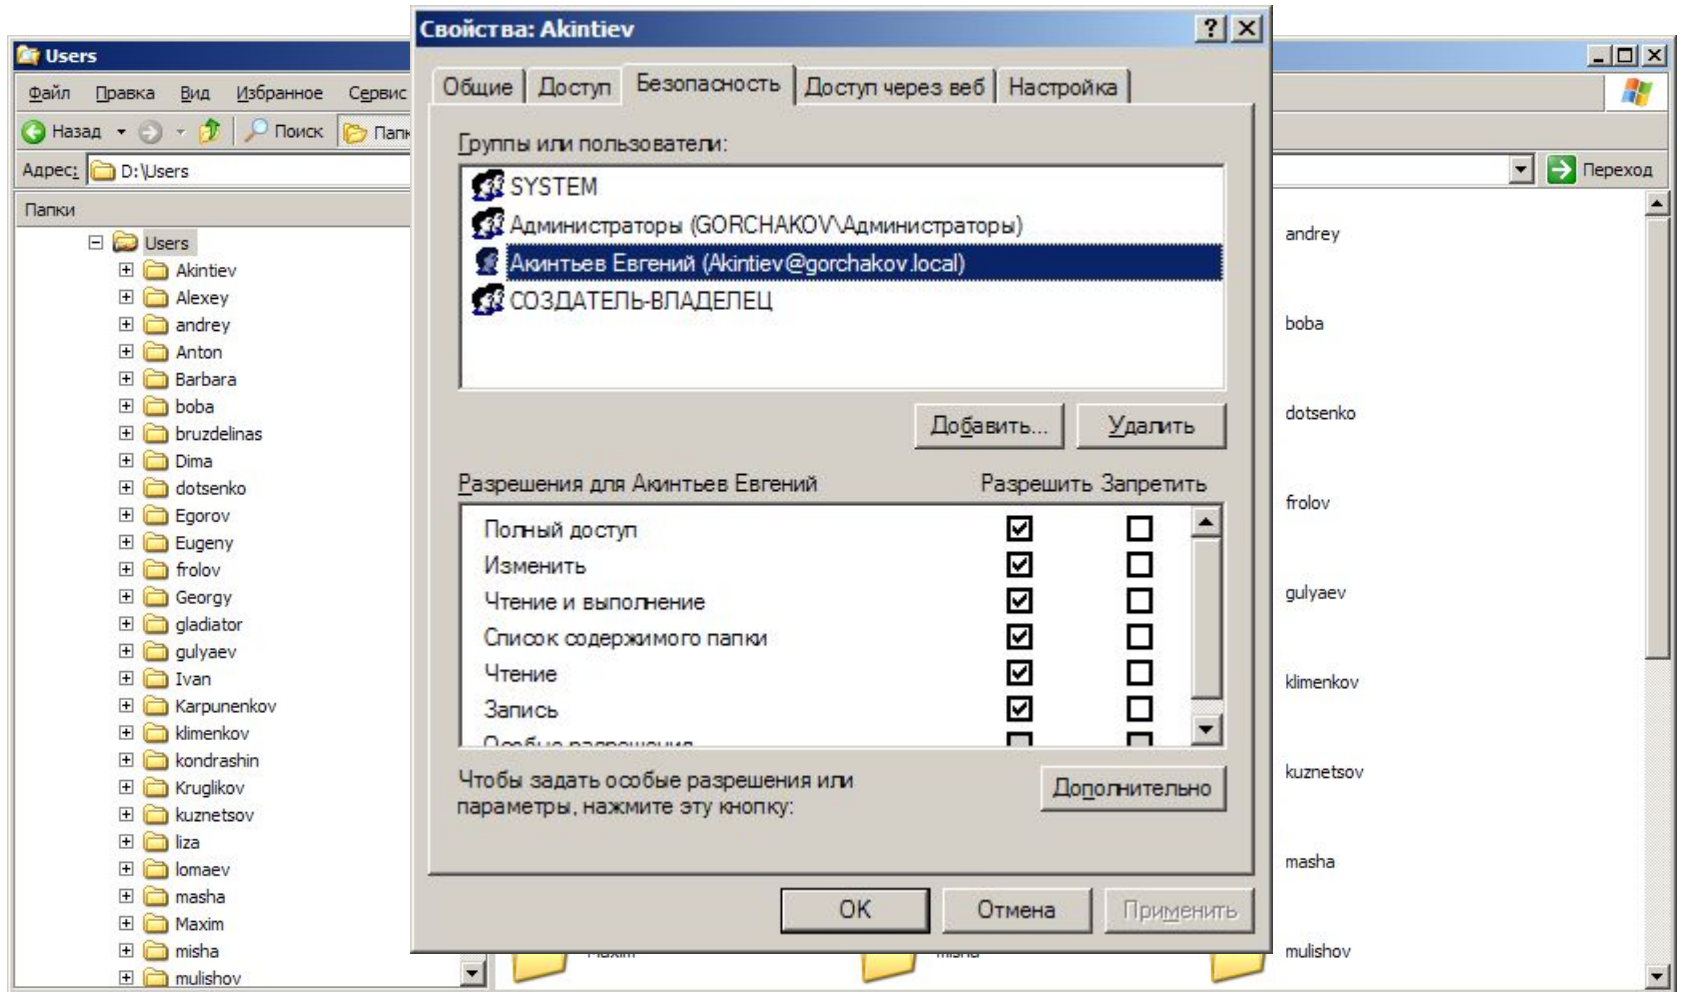 Users
Файл Правка Вид Избранное Сервис
Назад Поиск
Адрес: D:\Users
Переход
Папки
Users
Akintiev
Alexey
andrey
Anton
Barbara
boba
bruzdelinas
Dima
dotsenko
Egorov
Eugeny
frolov
Georgy
gladiator
gulyaev
Ivan
Karpunenkov
klimenkov
kondrashin
Kruglikov
kuznetsov
liza
lomaev
masha
Maxim
misha
mulishov
Свойства: Akintiev
Общие Доступ Безопасность Доступ через веб Настройка
Группы или пользователи:
SYSTEM
Администраторы (GORCHAKOV\Администраторы)
Акинтьев Евгений (Akintiev@gorchakov.local)
СОЗДАТЕЛЬ-ВЛАДЕЛЕЦ
Добавить... Удалить
Разрешения для Акинтьев Евгений Разрешить Запретить
Полный доступ
Изменить
Чтение и выполнение
Список содержимого папки
Чтение
Запись
Особые разрешения
Чтобы задать особые разрешения или
параметры, нажмите эту кнопку:
Дополнительно
OK Отмена Применить
andrey
boba
dotsenko
frolov
gulyaev
klimenkov
kuznetsov
masha
Maxim misha mulishov